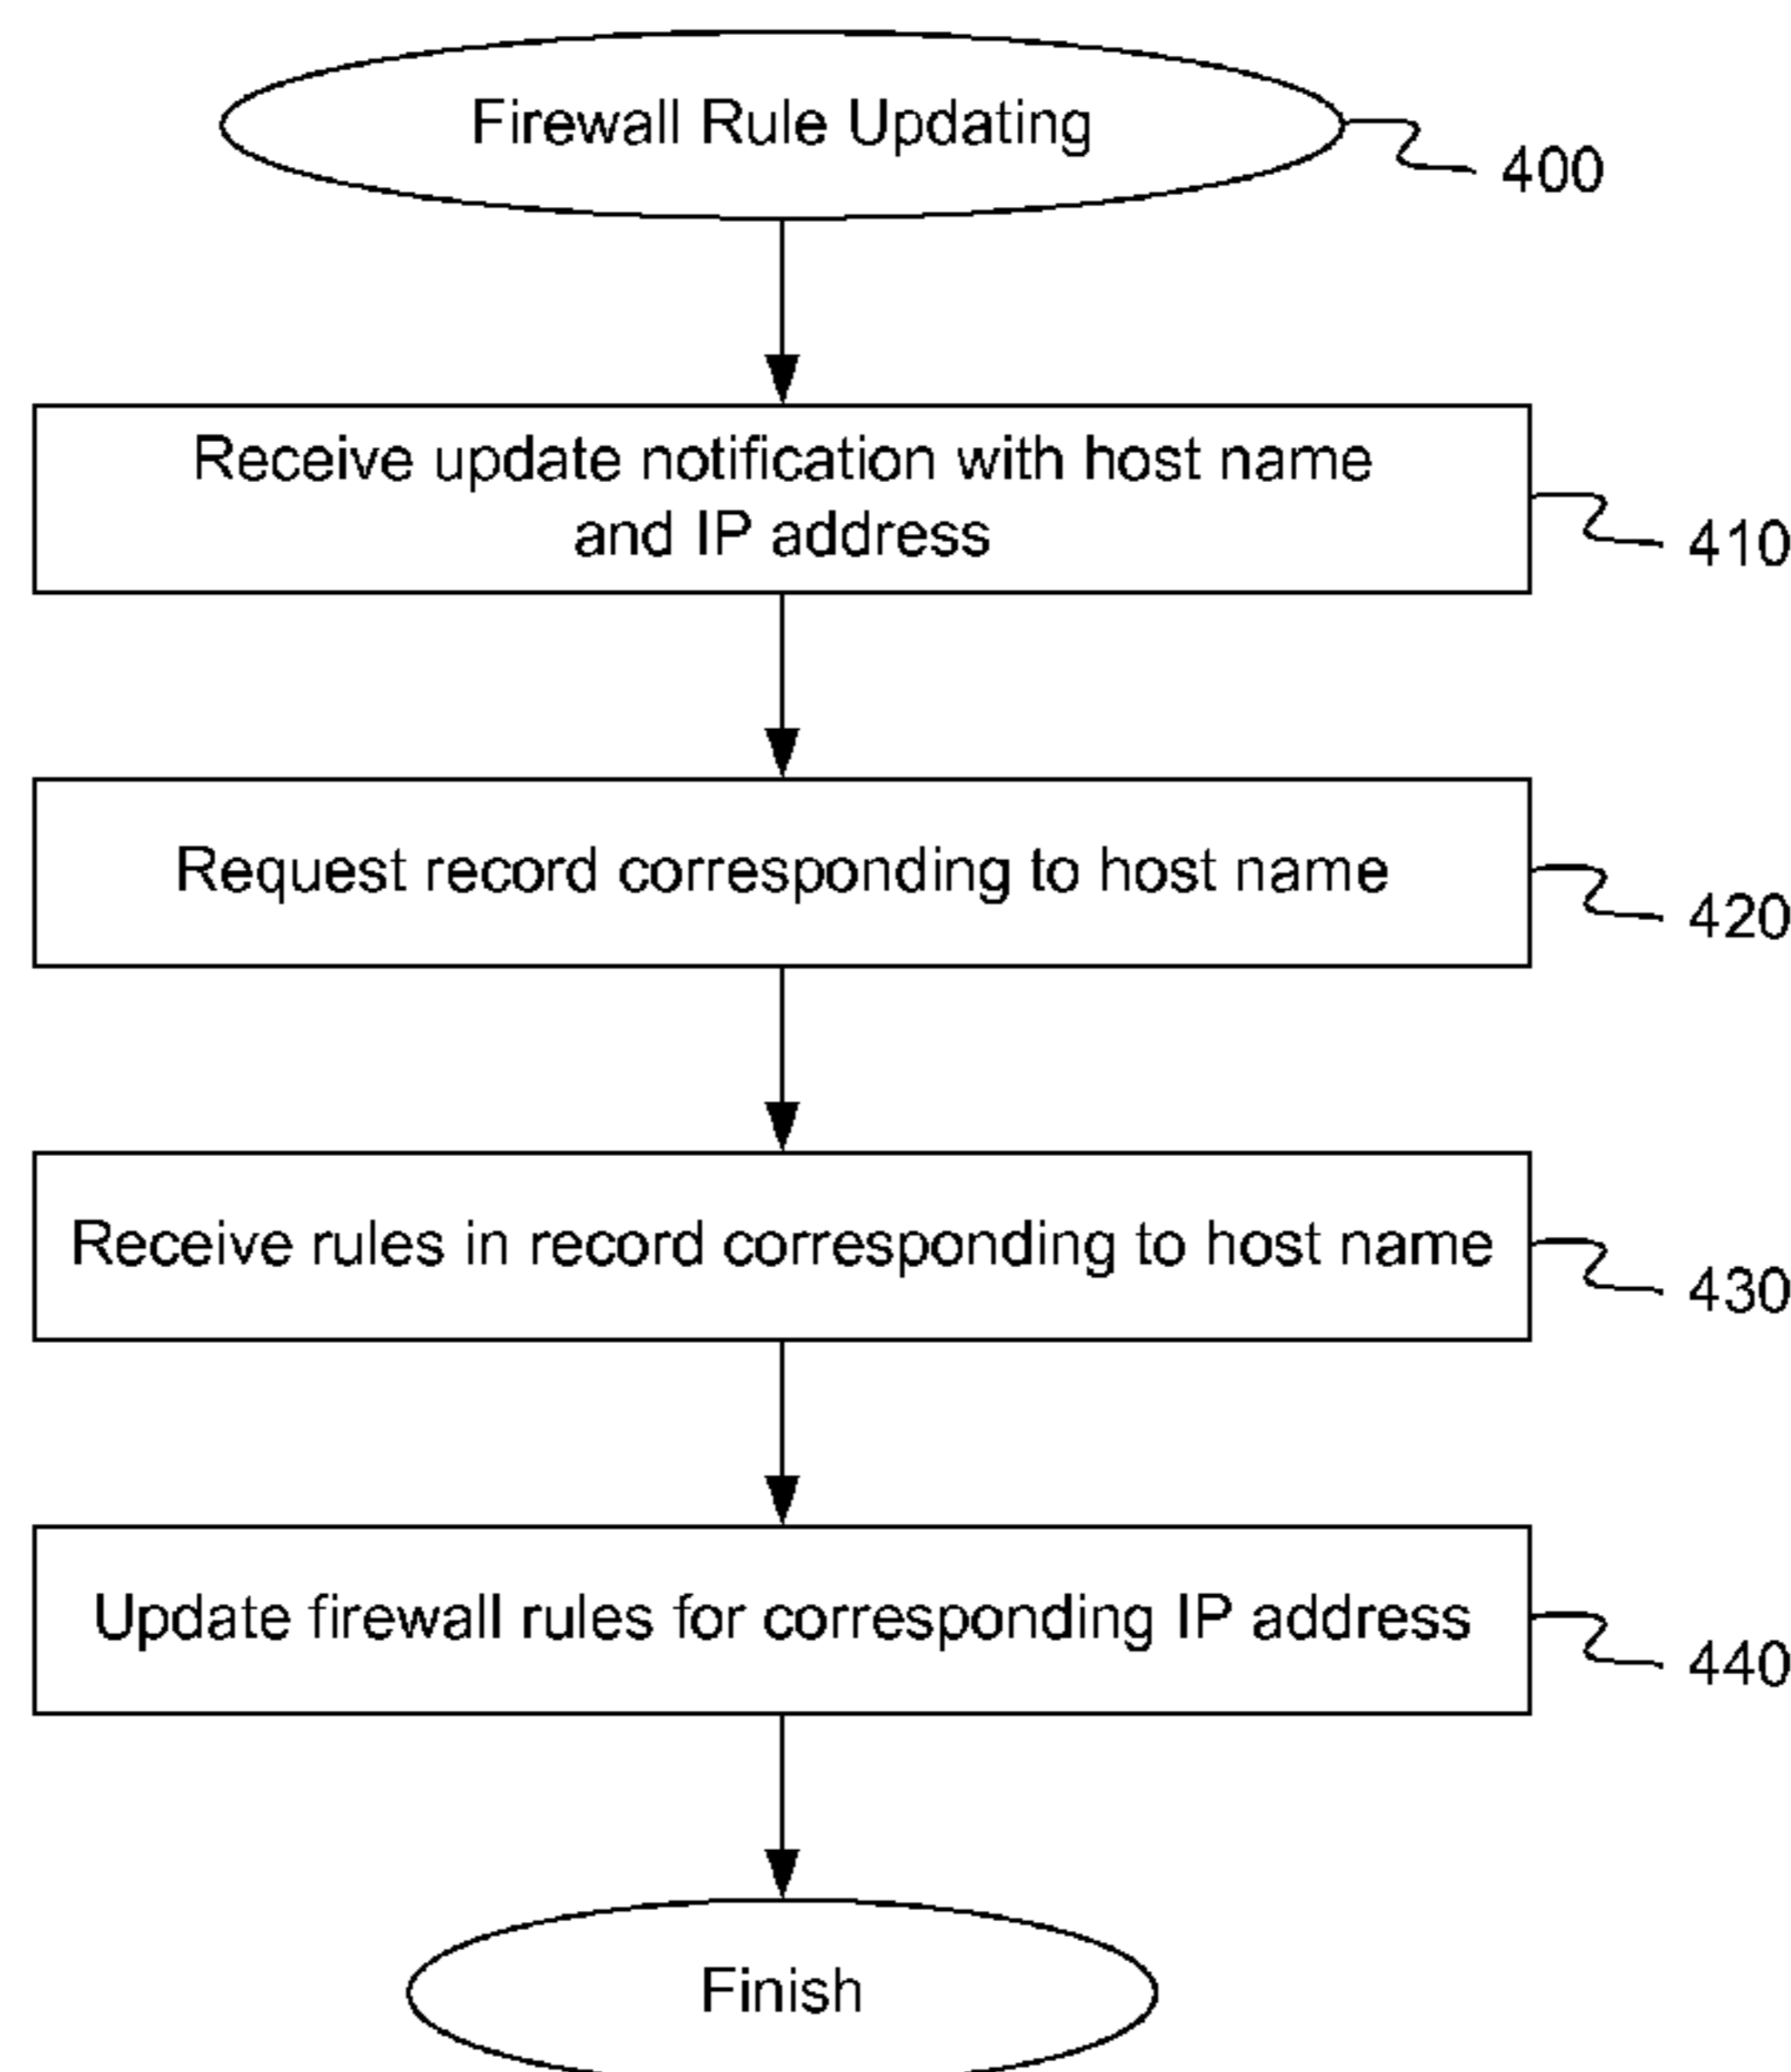 Firewall Rule Updating
400
Receive update notification with host name
and IP address
410
Request record corresponding to host name
420
Receive rules in record corresponding to host name
430
Update firewall rules for corresponding IP address
440
Finish